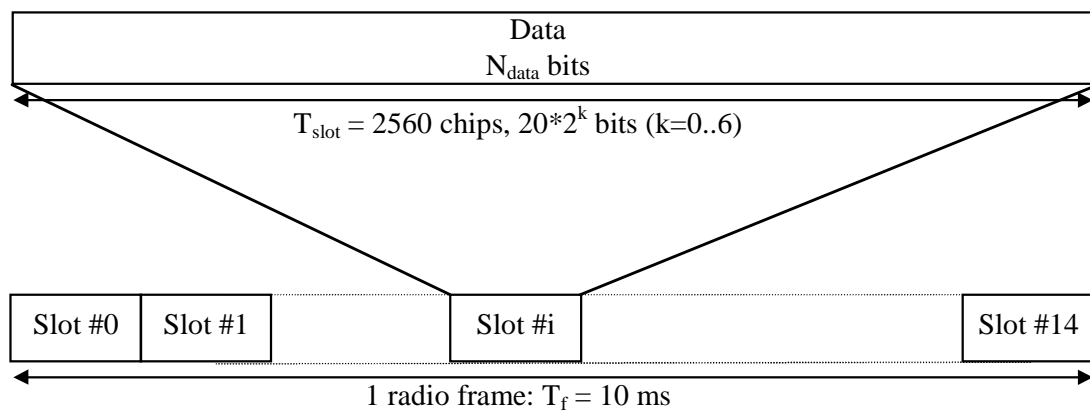 Data
N_data bits
T_slot = 2560 chips, 20*2^k bits (k=0..6)
Slot #0 Slot #1 Slot #i Slot #14
1 radio frame: T_f = 10 ms